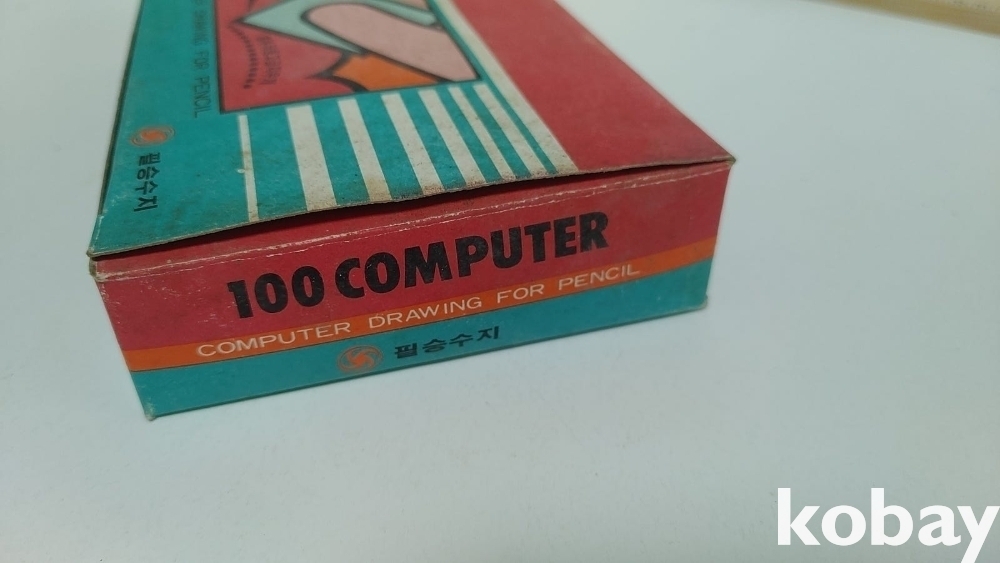 FOR PENCIL
필승수지
100 COMPUTER
COMPUTER DRAWING FOR PENCIL
필승수지
kobay